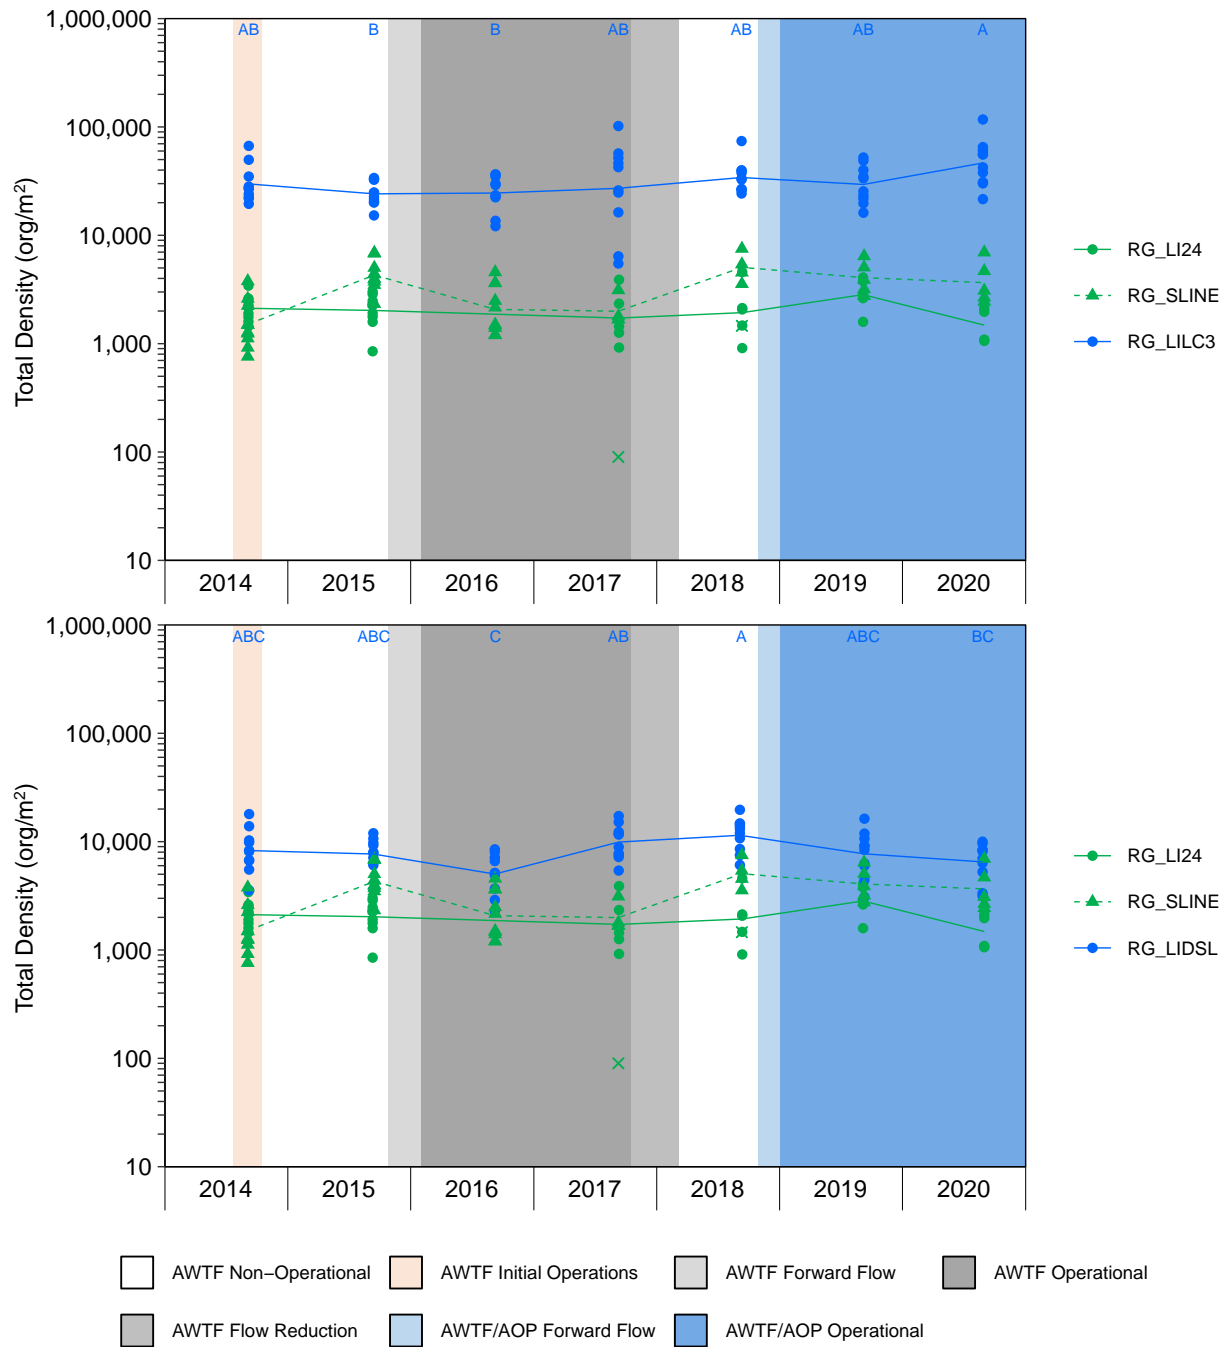 1,000,000
AB B B AB AB AB A
100,000
10,000
1,000
100
10
Total Density (org/m²)
2014 2015 2016 2017 2018 2019 2020
RG_LI24
RG_SLINE
RG_LILC3
1,000,000
ABC ABC C AB A ABC BC
100,000
10,000
1,000
100
10
Total Density (org/m²)
2014 2015 2016 2017 2018 2019 2020
RG_LI24
RG_SLINE
RG_LIDSL
AWTF Non−Operational AWTF Initial Operations AWTF Forward Flow AWTF Operational
AWTF Flow Reduction AWTF/AOP Forward Flow AWTF/AOP Operational